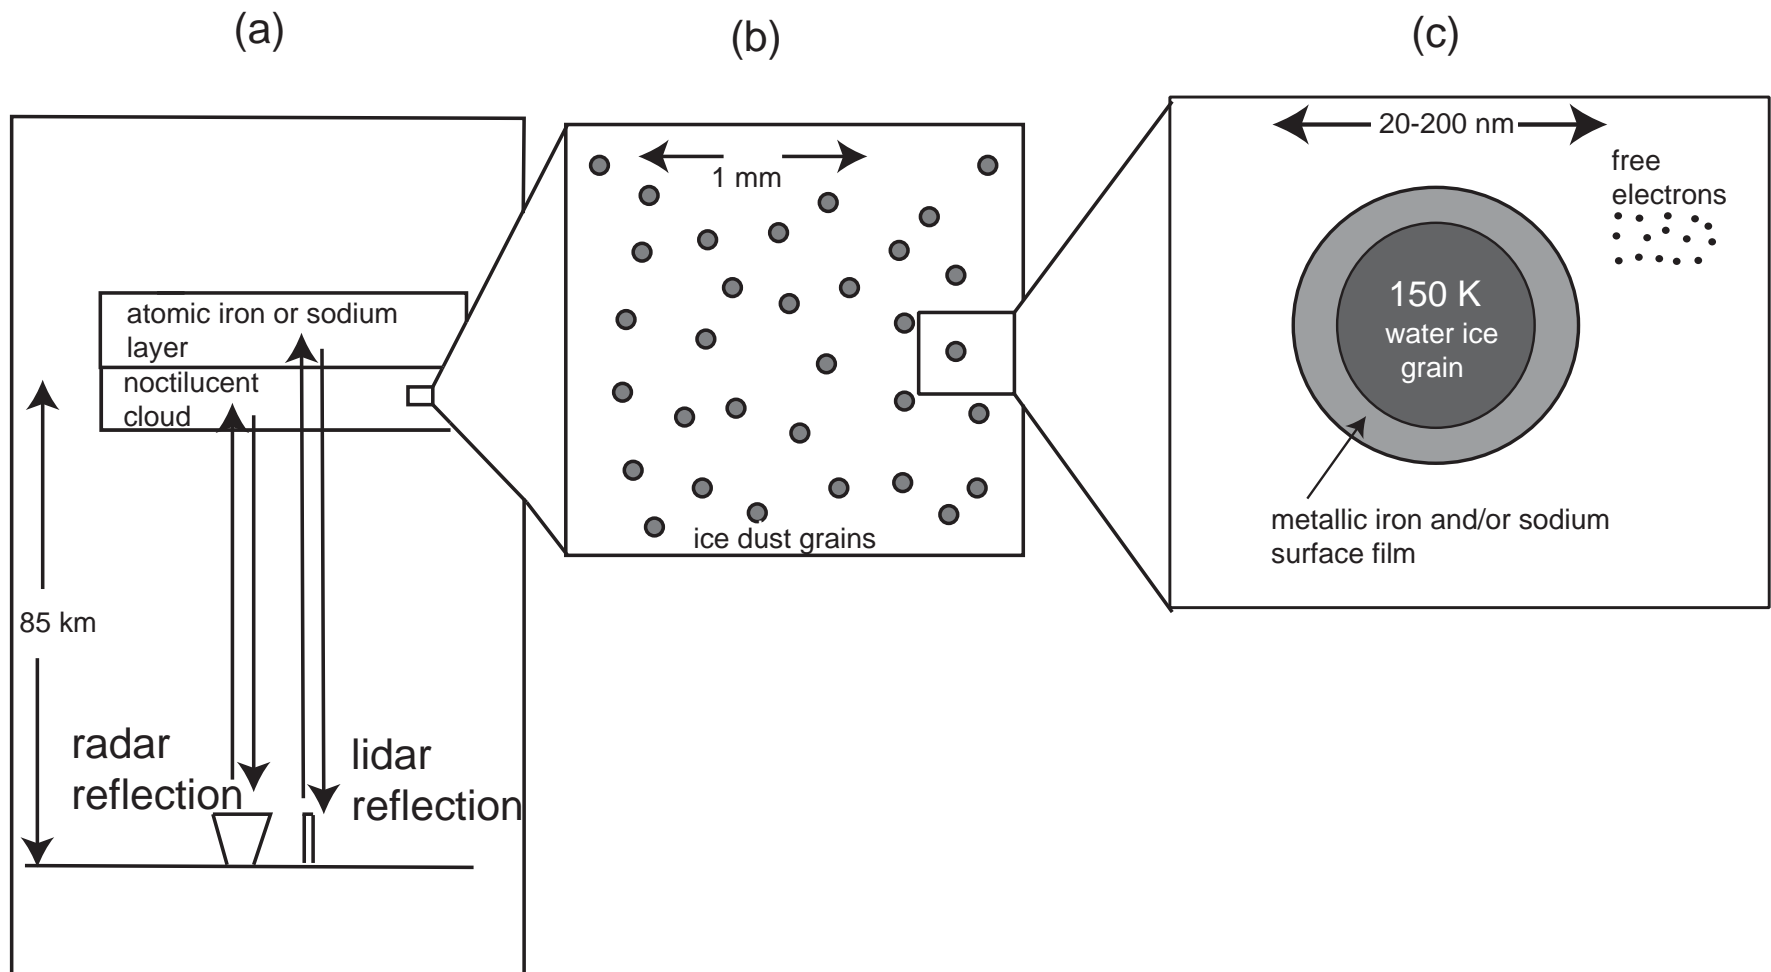 (a)
(b)
(c)
atomic iron or sodium
layer
noctilucent
cloud
85 km
radar
reflection
lidar
reflection
1 mm
ice dust grains
20-200 nm
free
electrons
150 K
water ice
grain
metallic iron and/or sodium
surface film